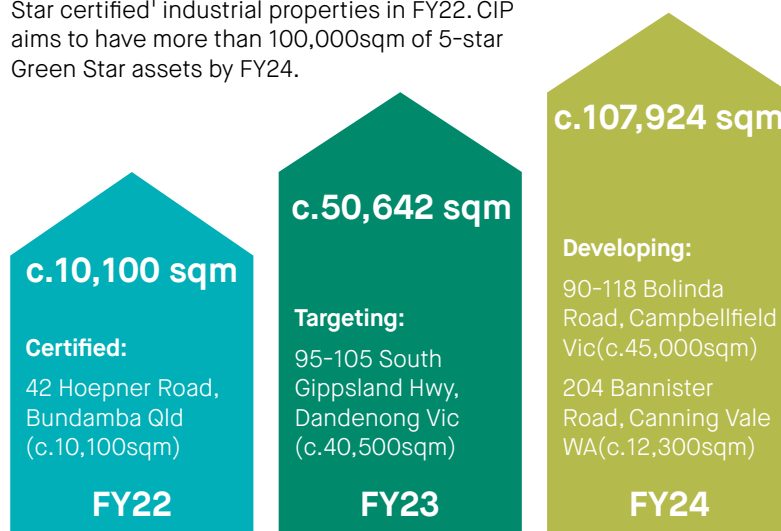 Star certified¹ industrial properties in FY22. CIP
aims to have more than 100,000sqm of 5-star
Green Star assets by FY24.
c.10,100 sqm
Certified:
42 Hoepner Road,
Bundamba Qld
(c.10,100sqm)
FY22
c.50,642 sqm
Targeting:
95-105 South
Gippsland Hwy,
Dandenong Vic
(c.40,500sqm)
FY23
c.107,924 sqm
Developing:
90-118 Bolinda
Road, Campbellfield
Vic(c.45,000sqm)
204 Bannister
Road, Canning Vale
WA(c.12,300sqm)
FY24